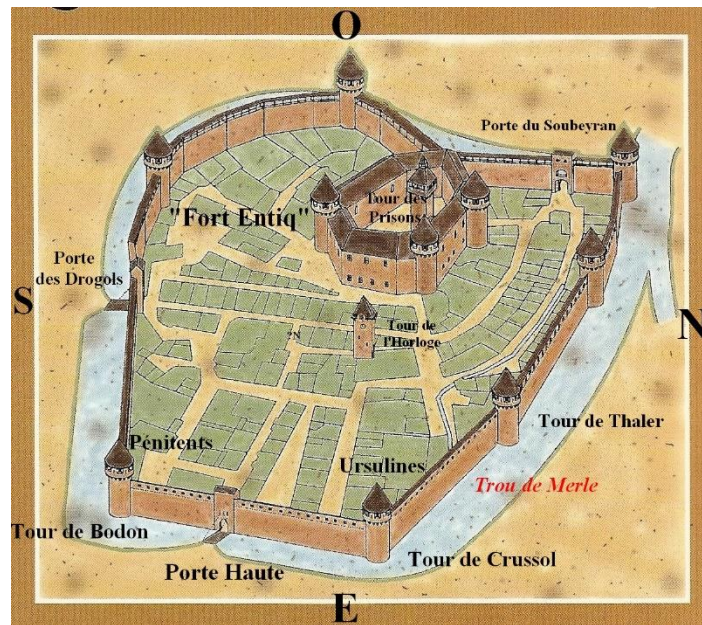 O
Porte du Soubeyran
Tour des
Prisons
"Fort Entiq"
Porte
des Drogols
S
N
Tour de
l'Horloge
Tour de Thaler
Pénitents
Ursulines
Trou de Merle
Tour de Bodon
Tour de Crussol
Porte Haute
E